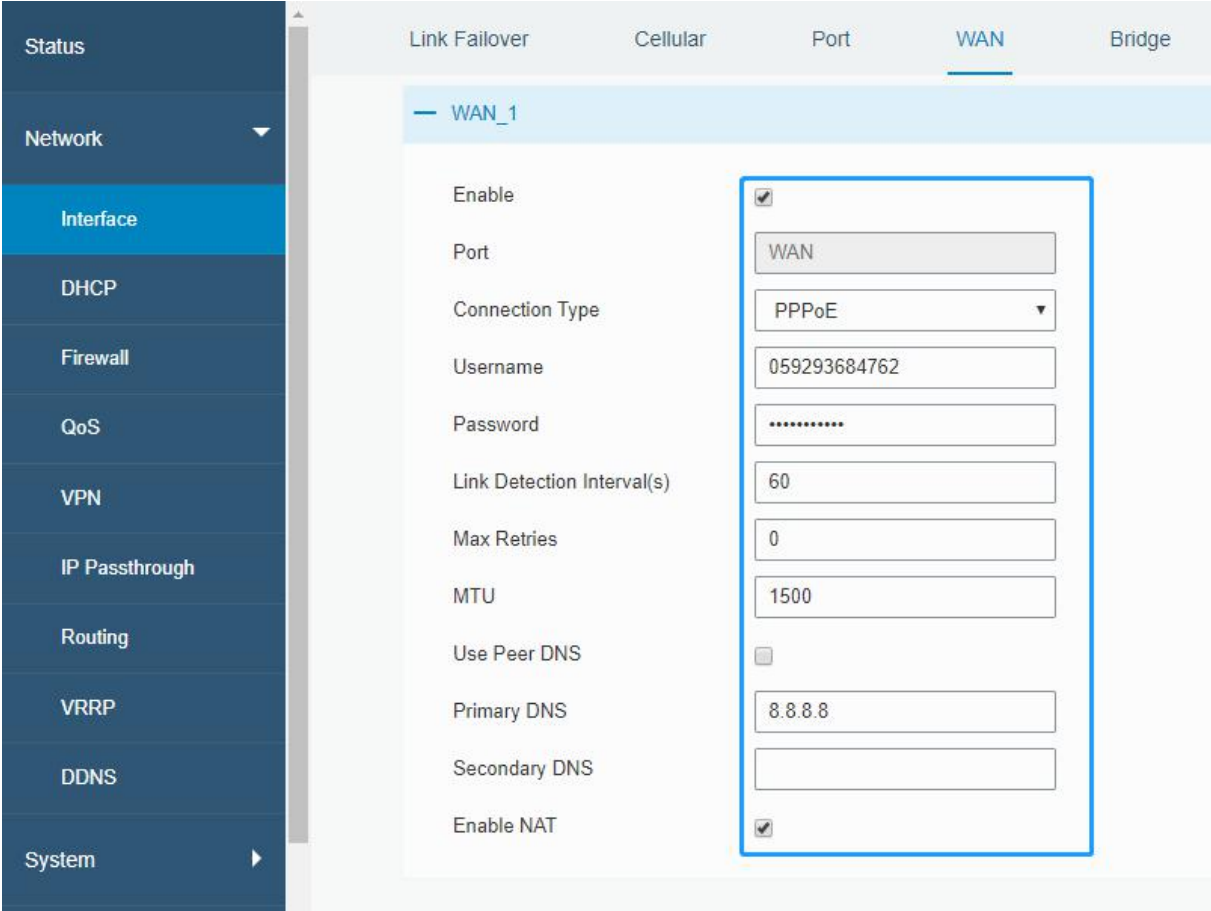 Status
Network
Interface
DHCP
Firewall
QoS
VPN
IP Passthrough
Routing
VRRP
DDNS
System
Link Failover Cellular Port WAN Bridge
WAN_1
Enable
Port WAN
Connection Type PPPoE
Username 059293684762
Password •••••••••••
Link Detection Interval(s) 60
Max Retries 0
MTU 1500
Use Peer DNS
Primary DNS 8.8.8.8
Secondary DNS
Enable NAT